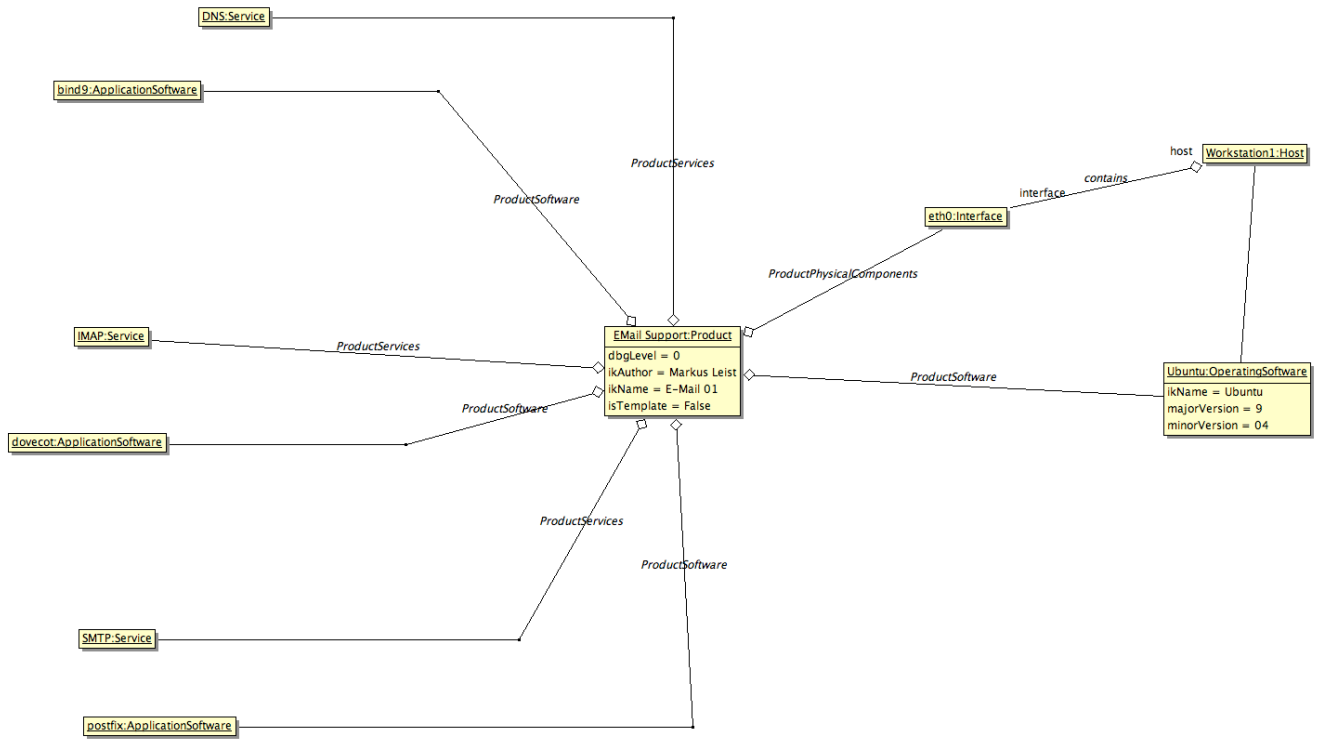 DNS:Service
bind9:ApplicationSoftware
ProductServices
host
Workstation1:Host
contains
interface
ProductSoftware
eth0:Interface
ProductPhysicalComponents
IMAP:Service
ProductServices
EMail Support:Product
dbgLevel = 0
ikAuthor = Markus Leist
ikName = E-Mail 01
isTemplate = False
ProductSoftware
Ubuntu:OperatingSoftware
ikName = Ubuntu
majorVersion = 9
minorVersion = 04
ProductSoftware
dovecot:ApplicationSoftware
ProductServices
ProductSoftware
SMTP:Service
postfix:ApplicationSoftware